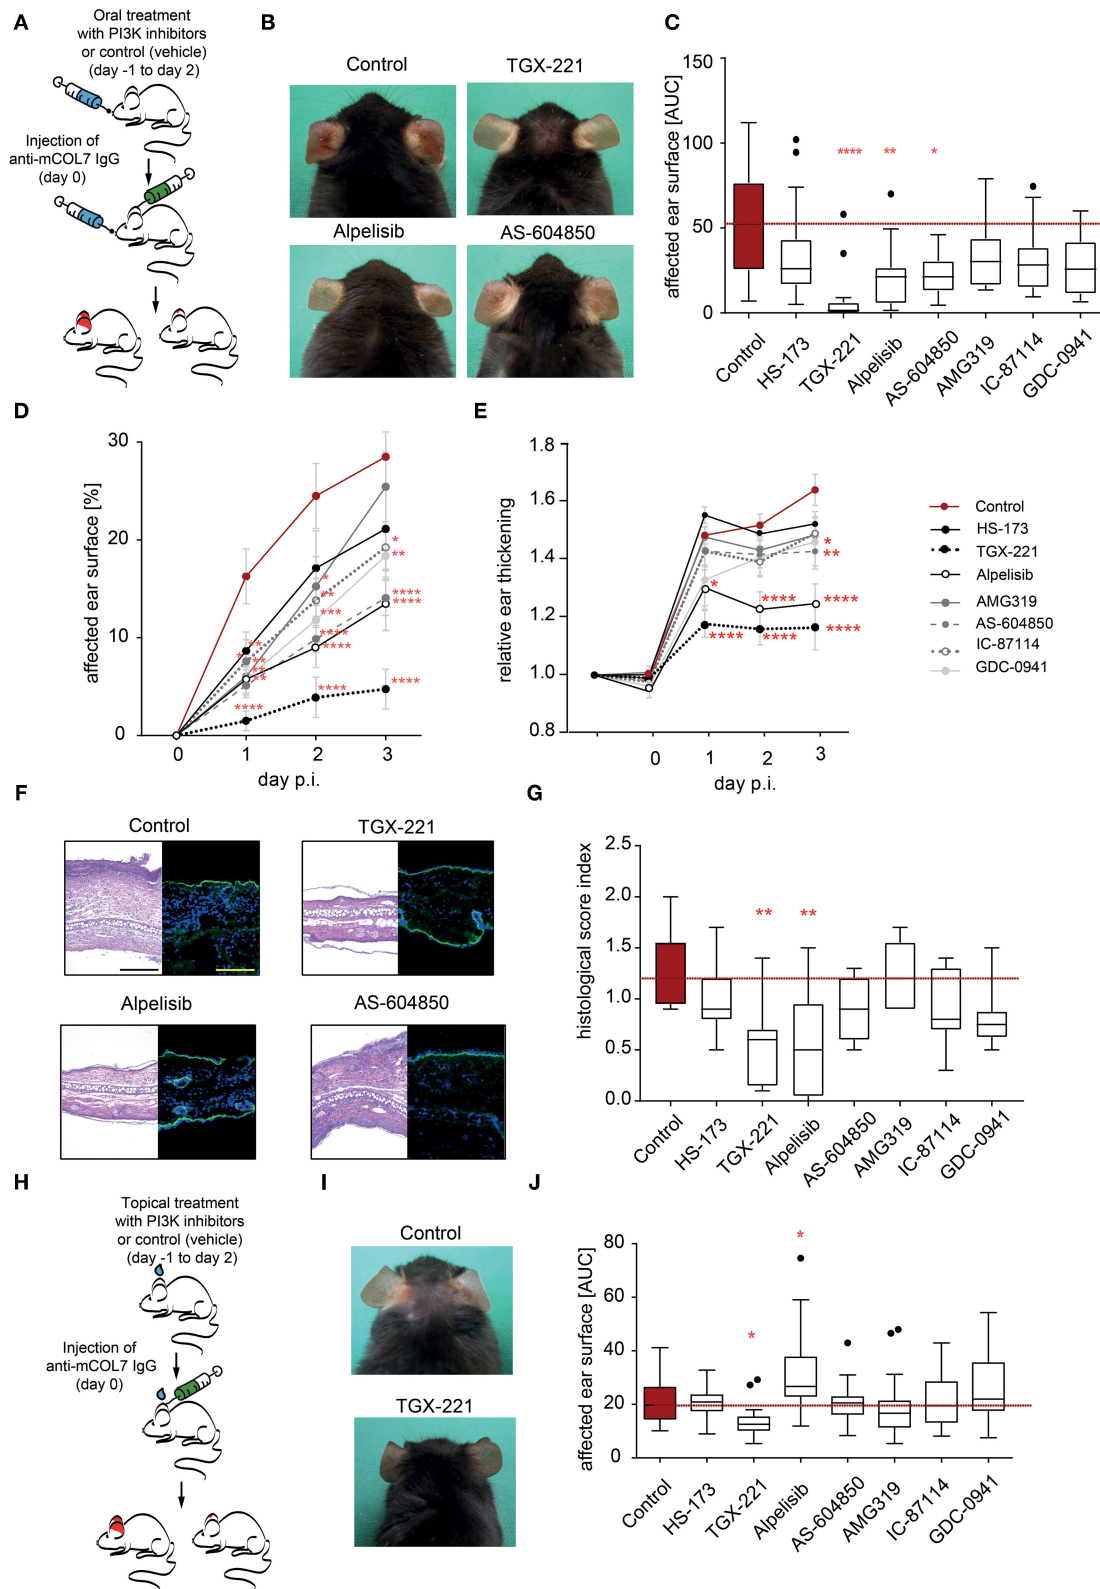 A
Oral treatment
with PI3K inhibitors
or control (vehicle)
(day -1 to day 2)
Injection of
anti-mCOL7 IgG
(day 0)
B
Control
TGX-221
Alpelisib
AS-604850
C
affected ear surface [AUC]
150
100
50
0
****
**
*
Control
HS-173
TGX-221
Alpelisib
AS-604850
AMG319
IC-87114
GDC-0941
D
affected ear surface [%]
30
20
10
0
0
1
2
3
day p.i.
E
relative ear thickening
1.8
1.6
1.4
1.2
1.0
0.8
0
1
2
3
day p.i.
*
****
****
****
****
****
*
**
Control
HS-173
TGX-221
Alpelisib
AMG319
AS-604850
IC-87114
GDC-0941
F
Control
TGX-221
Alpelisib
AS-604850
G
histological score index
2.5
2.0
1.5
1.0
0.5
0.0
**
**
Control
HS-173
TGX-221
Alpelisib
AS-604850
AMG319
IC-87114
GDC-0941
H
Topical treatment
with PI3K inhibitors
or control (vehicle)
(day -1 to day 2)
Injection of
anti-mCOL7 IgG
(day 0)
I
Control
TGX-221
J
affected ear surface [AUC]
80
60
40
20
0
*
*
Control
HS-173
TGX-221
Alpelisib
AS-604850
AMG319
IC-87114
GDC-0941